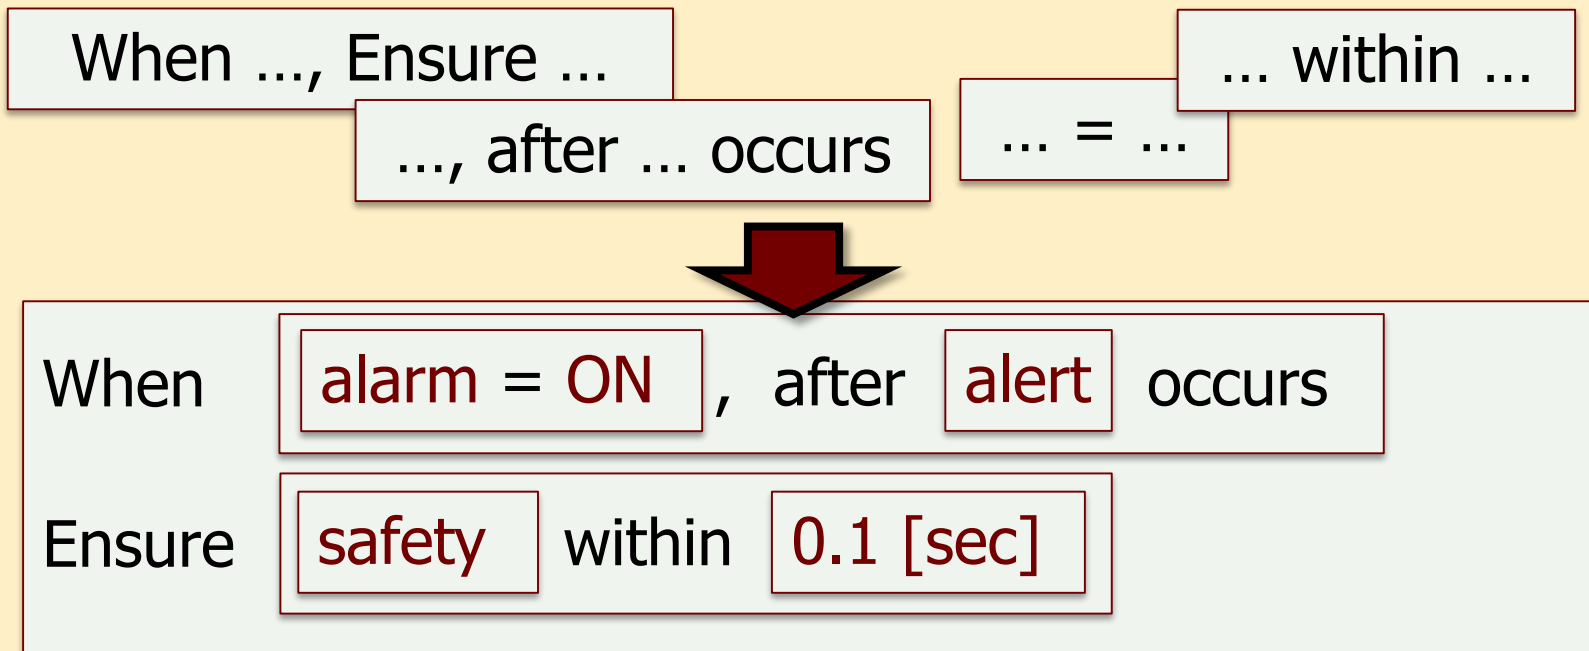 When ..., Ensure ...
... within ...
..., after ... occurs
... = ...
When alarm = ON , after alert occurs
Ensure safety within 0.1 [sec]